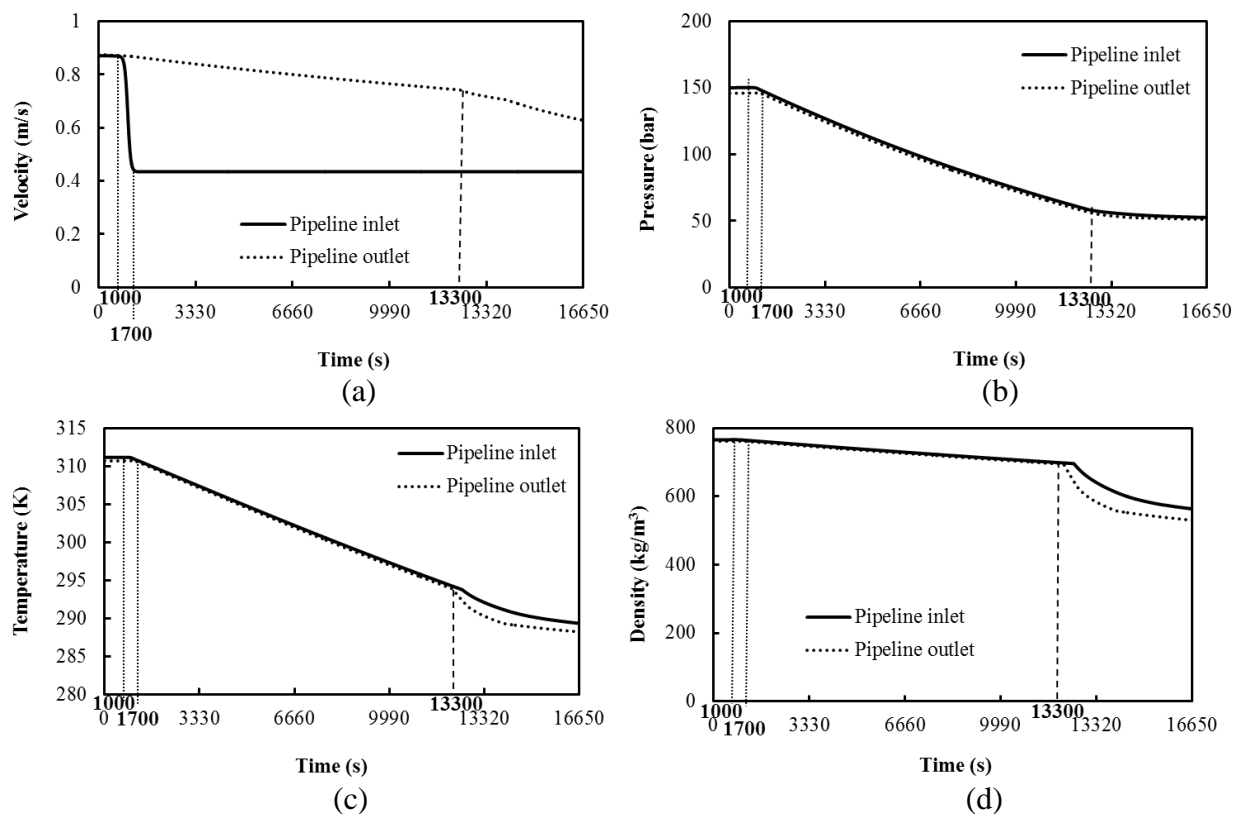 1
0.8
0.6
0.4
0.2
0
Velocity (m/s)
Pipeline inlet
Pipeline outlet
1000
13300
0 3330 6660 9990 13320 16650
1700
Time (s)
(a)
200
150
100
50
0
Pressure (bar)
Pipeline inlet
Pipeline outlet
1000
13300
0 1700 3330 6660 9990 13320 16650
Time (s)
(b)
315
310
305
300
295
290
285
280
Temperature (K)
Pipeline inlet
Pipeline outlet
1000
13300
0 1700 3330 6660 9990 13320 16650
Time (s)
(c)
800
600
400
200
0
Density (kg/m³)
Pipeline inlet
Pipeline outlet
1000
13300
0 1700 3330 6660 9990 13320 16650
Time (s)
(d)